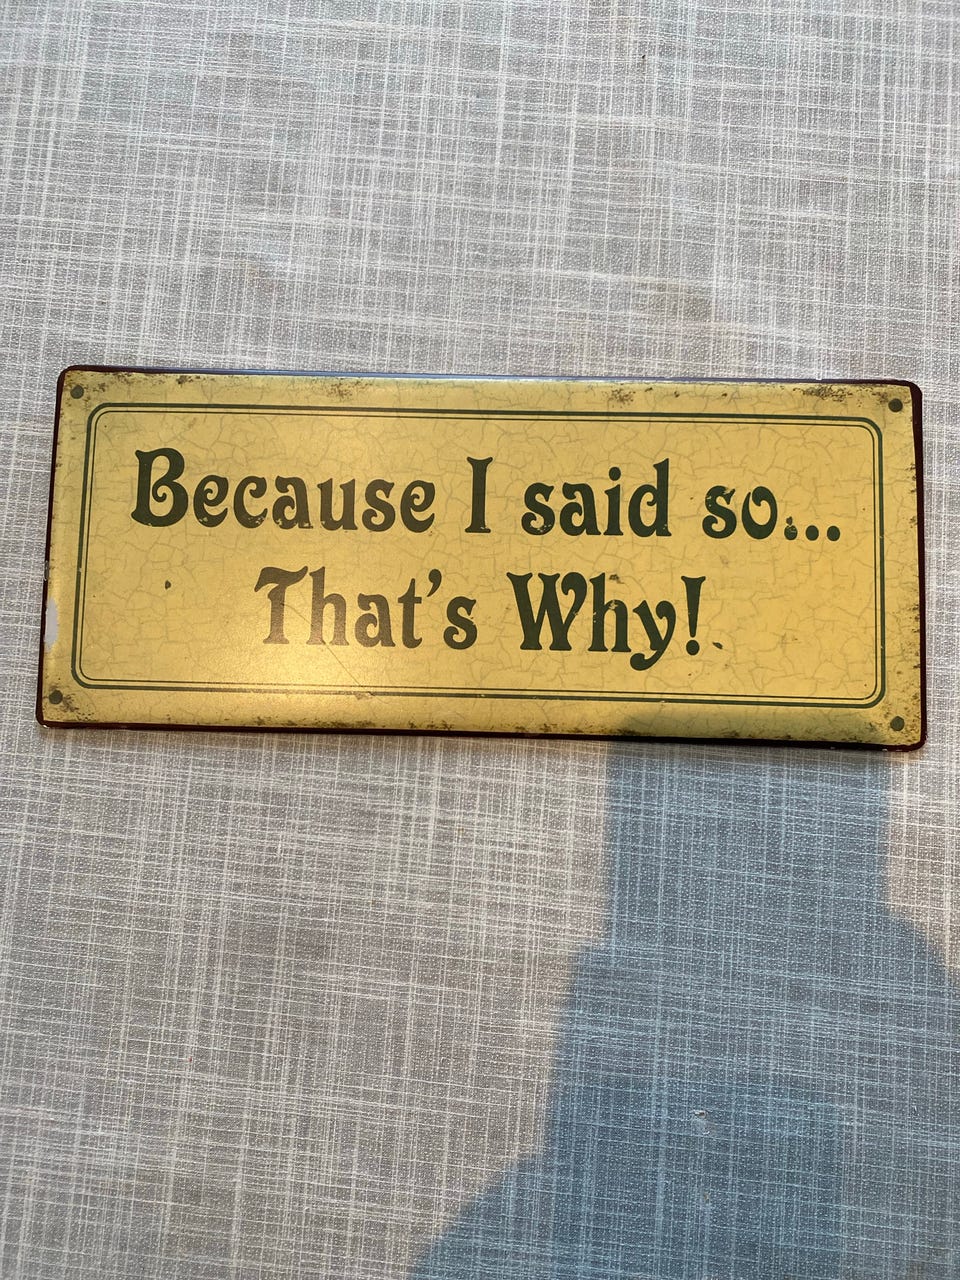 Because I said so...
That's Why!